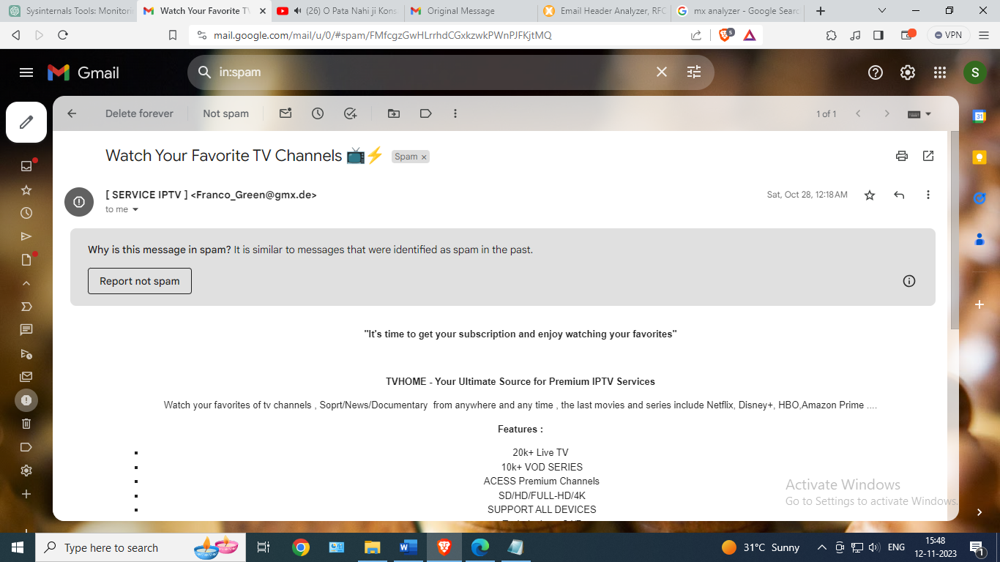 Sysinternals Tools: Monitori
Watch Your Favorite TV
(26) O Pata Nahi ji Kons
Original Message
Email Header Analyzer, RFC
mx analyzer - Google Searc
mail.google.com/mail/u/0/#spam/FMfcgzGwHLrrhdCGxkzwkPWnPJFKjtMQ
5
VPN
Gmail
in:spam
S
Delete forever
Not spam
1 of 1
31
Watch Your Favorite TV Channels 📺⚡
Spam ×
[ SERVICE IPTV ] <Franco_Green@gmx.de>
Sat, Oct 28, 12:18 AM
to me
Why is this message in spam? It is similar to messages that were identified as spam in the past.
Report not spam
"It's time to get your subscription and enjoy watching your favorites"
TVHOME - Your Ultimate Source for Premium IPTV Services
Watch your favorites of tv channels , Soprt/News/Documentary from anywhere and any time , the last movies and series include Netflix, Disney+, HBO,Amazon Prime ....
Features :
20k+ Live TV
10k+ VOD SERIES
ACESS Premium Channels
SD/HD/FULL-HD/4K
SUPPORT ALL DEVICES
Activate Windows
Go to Settings to activate Windows.
Type here to search
31°C Sunny
ENG
15:48
12-11-2023
1